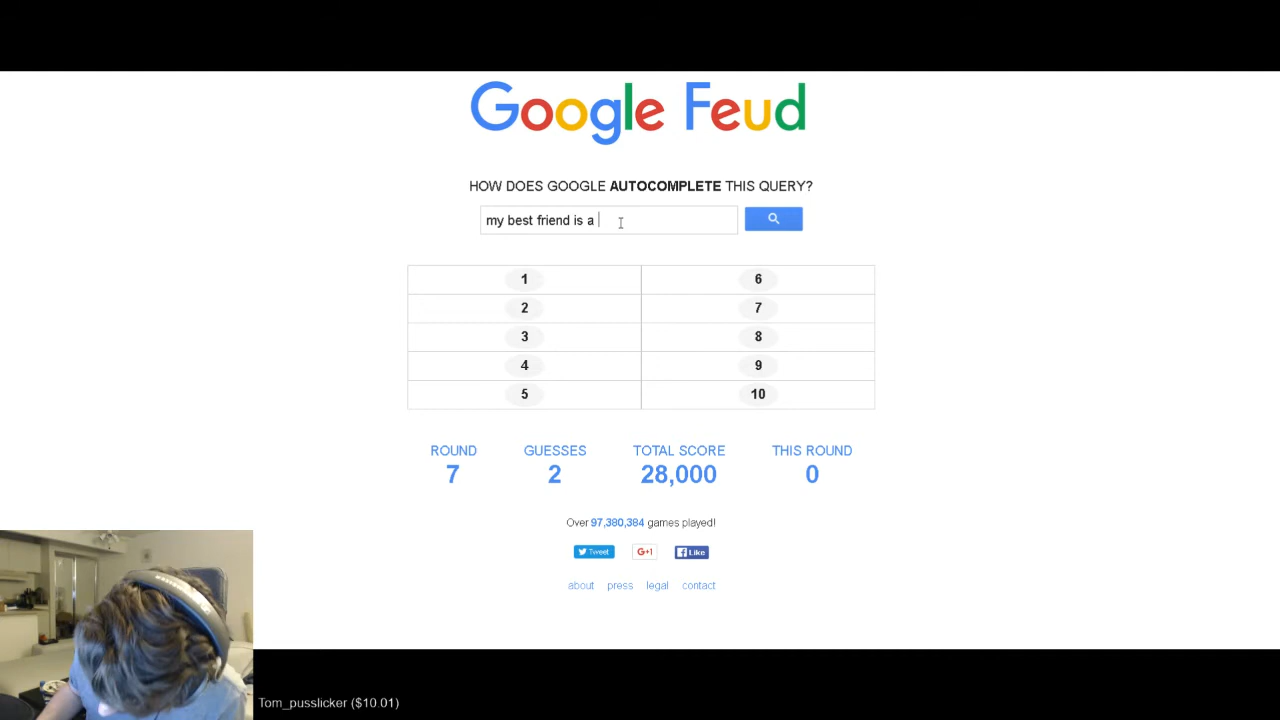 Google Feud
HOW DOES GOOGLE AUTOCOMPLETE THIS QUERY?
my best friend is a
1 6
2 7
3 8
4 9
5 10
ROUND GUESSES TOTAL SCORE THIS ROUND
7 2 28,000 0
Over 97,380,384 games played!
Tweet G+1 Like
about press legal contact
Tom_pusslicker ($10.01)